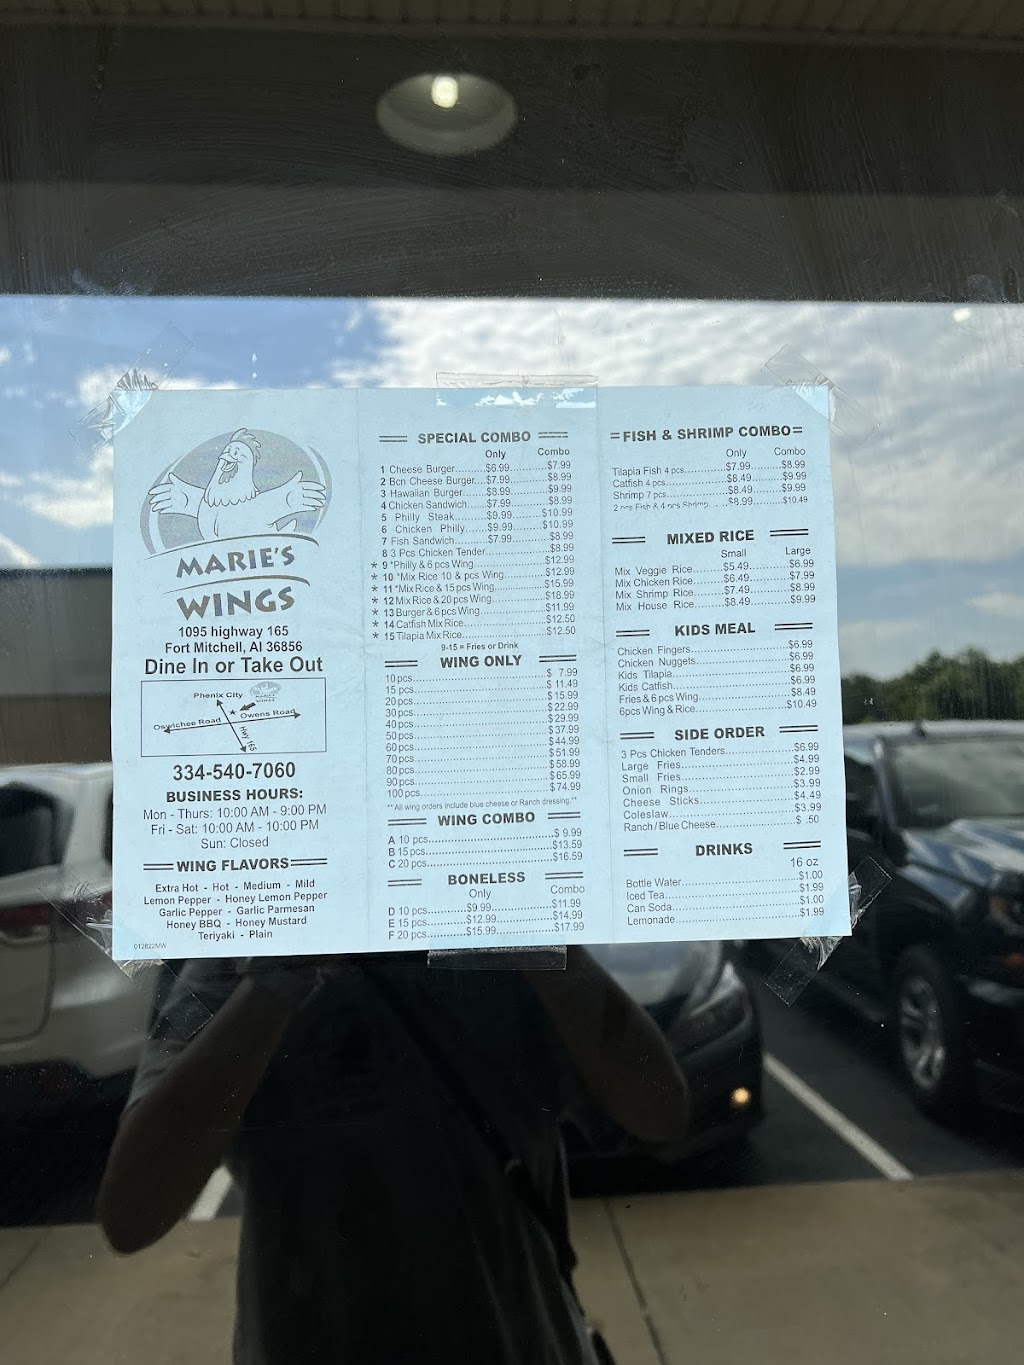 MARIE'S
WINGS
1095 highway 165
Fort Mitchell, Al 36856
Dine In or Take Out
Phenix City
MARIE'S WINGS
Oswichee Road
Owens Road
Hwy 165
334-540-7060
BUSINESS HOURS:
Mon - Thurs: 10:00 AM - 9:00 PM
Fri - Sat: 10:00 AM - 10:00 PM
Sun: Closed
WING FLAVORS
Extra Hot - Hot - Medium - Mild
Lemon Pepper - Honey Lemon Pepper
Garlic Pepper - Garlic Parmesan
Honey BBQ - Honey Mustard
Teriyaki - Plain
012822MW
SPECIAL COMBO
Only Combo
1 Cheese Burger.........$6.99............$7.99
2 Bcn Cheese Burger....$7.99............$8.99
3 Hawaiian Burger........$8.99............$9.99
4 Chicken Sandwich......$7.99............$8.99
5 Philly Steak.........$9.99..........$10.99
6 Chicken Philly.......$9.99..........$10.99
7 Fish Sandwich.........$7.99............$8.99
8 3 Pcs Chicken Tender....................$8.99
* 9 *Philly & 6 pcs Wing......................$12.99
* 10 *Mix Rice 10 & pcs Wing..............$12.99
* 11 *Mix Rice & 15 pcs Wing...............$15.99
* 12 Mix Rice & 20 pcs Wing................$18.99
* 13 Burger & 6 pcs Wing....................$11.99
* 14 Catfish Mix Rice..........................$12.50
* 15 Tilapia Mix Rice...........................$12.50
9-15 = Fries or Drink
WING ONLY
10 pcs.......................................$ 7.99
15 pcs.......................................$ 11.49
20 pcs.......................................$15.99
30 pcs.......................................$22.99
40 pcs.......................................$29.99
50 pcs.......................................$37.99
60 pcs.......................................$44.99
70 pcs.......................................$51.99
80 pcs.......................................$58.99
90 pcs.......................................$65.99
100 pcs.....................................$74.99
**All wing orders include blue cheese or Ranch dressing.**
WING COMBO
A 10 pcs.....................................$ 9.99
B 15 pcs.....................................$13.59
C 20 pcs.....................................$16.59
BONELESS
Only Combo
D 10 pcs............$9.99..................$11.99
E 15 pcs............$12.99................$14.99
F 20 pcs............$15.99................$17.99
FISH & SHRIMP COMBO
Only Combo
Tilapia Fish 4 pcs............$7.99.........$8.99
Catfish 4 pcs...................$8.49.........$9.99
Shrimp 7 pcs..................$8.49.........$9.99
2 pcs Fish & 4 pcs Shrimp.....$8.99........$10.49
MIXED RICE
Small Large
Mix Veggie Rice......$5.49............$6.99
Mix Chicken Rice......$6.49............$7.99
Mix Shrimp Rice......$7.49............$8.99
Mix House Rice......$8.49............$9.99
KIDS MEAL
Chicken Fingers..........................$6.99
Chicken Nuggets........................$6.99
Kids Tilapia...............................$6.99
Kids Catfish...............................$6.99
Fries & 6 pcs Wing......................$8.49
6pcs Wing & Rice.......................$10.49
SIDE ORDER
3 Pcs Chicken Tenders...............$6.99
Large Fries..............................$4.99
Small Fries..............................$2.99
Onion Rings............................$3.99
Cheese Sticks..........................$4.49
Coleslaw.................................$3.99
Ranch / Blue Cheese..................$ .50
DRINKS
16 oz
Bottle Water.............................$1.00
Iced Tea..................................$1.99
Can Soda................................$1.00
Lemonade................................$1.99